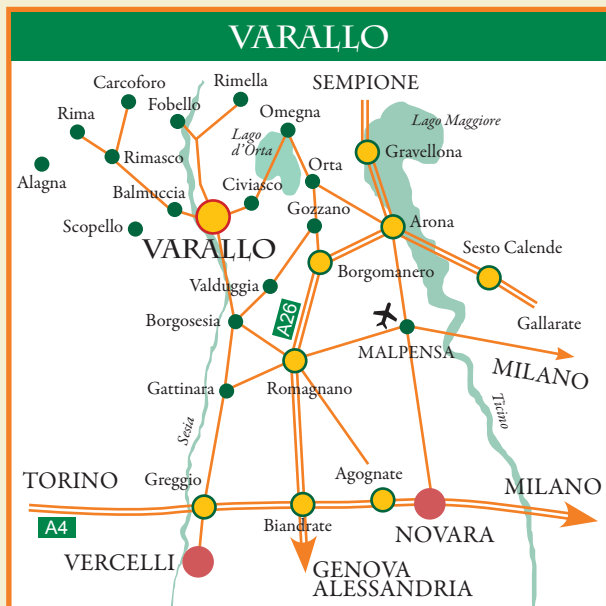 VARALLO
Carcoforo
Rimella
SEMPIONE
Rima
Fobello
Omegna
Lago Maggiore
Lago
d'Orta
Rimasco
Gravellona
Alagna
Orta
Balmuccia
Civiasco
Scopello
Gozzano
Arona
VARALLO
Sesto Calende
Borgomanero
Valduggia
Gallarate
A26
Borgosesia
MALPENSA
MILANO
Gattinara
Romagnano
Sesia
Ticino
TORINO
Greggio
Agognate
MILANO
A4
Biandrate
NOVARA
VERCELLI
GENOVA
ALESSANDRIA